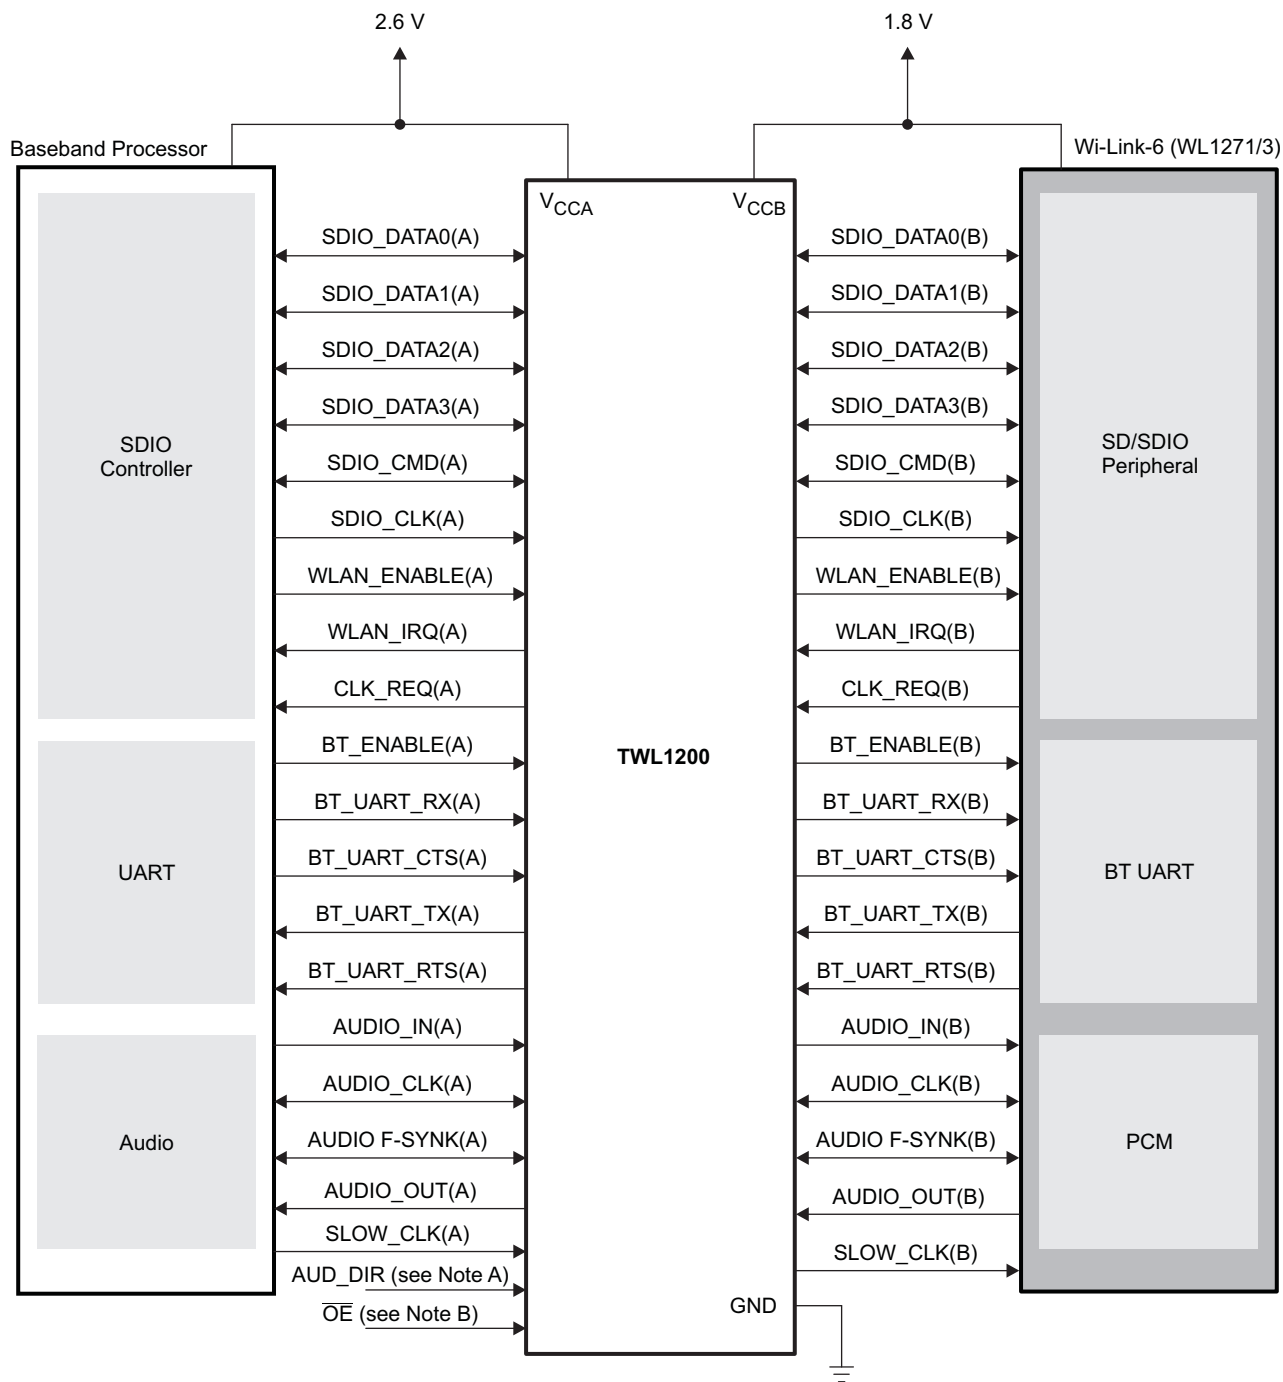 2.6 V
1.8 V
Baseband Processor
Wi-Link-6 (WL1271/3)
VCCA
VCCB
SDIO_DATA0(A)
SDIO_DATA0(B)
SDIO_DATA1(A)
SDIO_DATA1(B)
SDIO_DATA2(A)
SDIO_DATA2(B)
SDIO_DATA3(A)
SDIO_DATA3(B)
SDIO
Controller
SD/SDIO
Peripheral
SDIO_CMD(A)
SDIO_CMD(B)
SDIO_CLK(A)
SDIO_CLK(B)
WLAN_ENABLE(A)
WLAN_ENABLE(B)
WLAN_IRQ(A)
WLAN_IRQ(B)
CLK_REQ(A)
CLK_REQ(B)
BT_ENABLE(A)
TWL1200
BT_ENABLE(B)
BT_UART_RX(A)
BT_UART_RX(B)
BT_UART_CTS(A)
BT_UART_CTS(B)
UART
BT UART
BT_UART_TX(A)
BT_UART_TX(B)
BT_UART_RTS(A)
BT_UART_RTS(B)
AUDIO_IN(A)
AUDIO_IN(B)
AUDIO_CLK(A)
AUDIO_CLK(B)
Audio
AUDIO F-SYNK(A)
AUDIO F-SYNK(B)
PCM
AUDIO_OUT(A)
AUDIO_OUT(B)
SLOW_CLK(A)
SLOW_CLK(B)
AUD_DIR (see Note A)
OE (see Note B)
GND